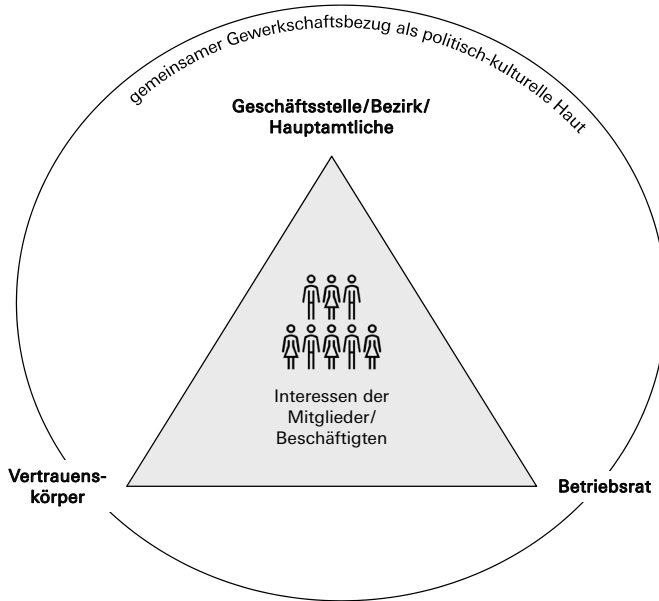 gemeinsamer Gewerkschaftsbezug als politisch-kulturelle Haut
Geschäftsstelle/Bezirk/
Hauptamtliche
Interessen der
Mitglieder/
Beschäftigten
Vertrauens-
körper
Betriebsrat